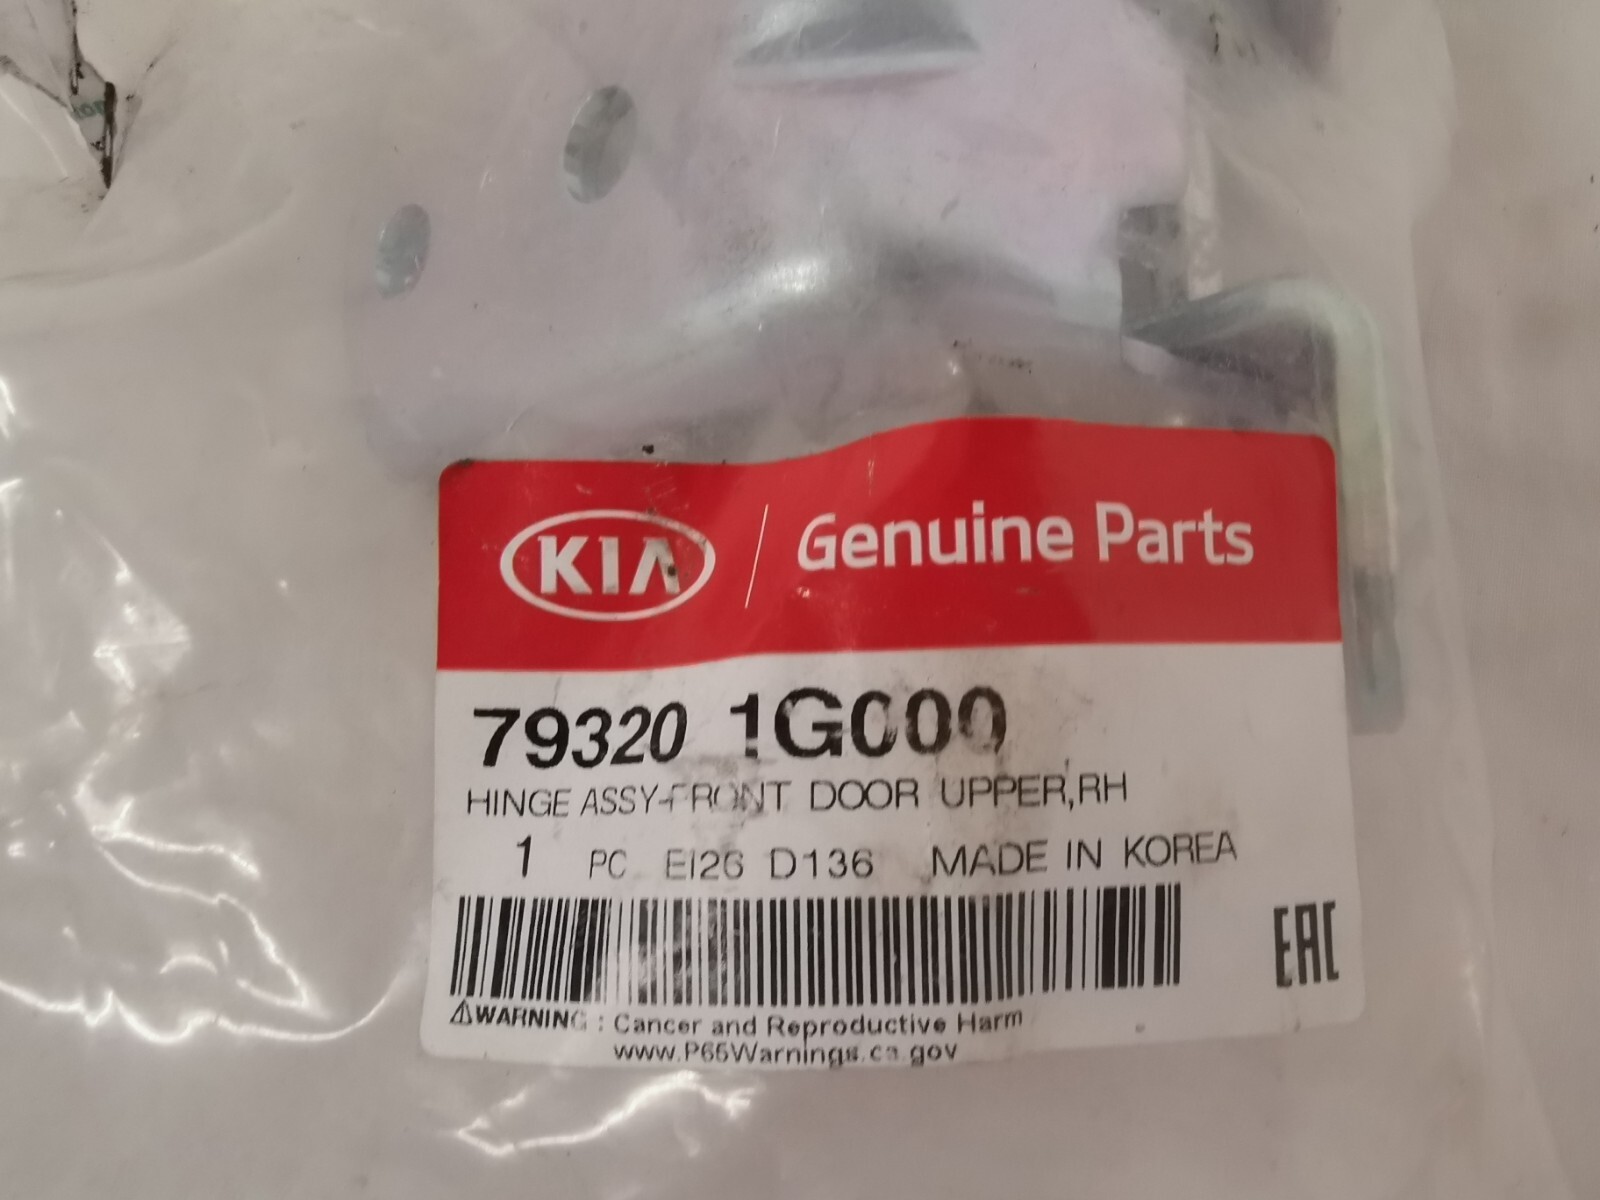 KIA Genuine Parts
79320 1G000
HINGE ASSY-FRONT DOOR UPPER,RH
1 PC EI26 D136 MADE IN KOREA
EAC
⚠WARNING : Cancer and Reproductive Harm
www.P65Warnings.ca.gov